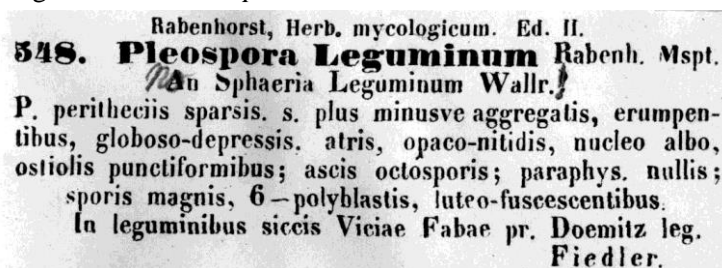 Rabenhorst, Herb. mycologicum. Ed. II.
548. Pleospora Leguminum Rabenh. Mspt.
An Sphaeria Leguminum Wallr.!
P. peritheciis sparsis. s. plus minusve aggregatis, erumpen-
tibus, globoso-depressis. atris, opaco-nitidis, nucleo albo,
ostiolis punctiformibus; ascis octosporis; paraphys. nullis;
sporis magnis, 6—polyblastis, luteo-fuscescentibus.
In leguminibus siccis Viciae Fabae pr. Doemitz leg.
Fiedler.